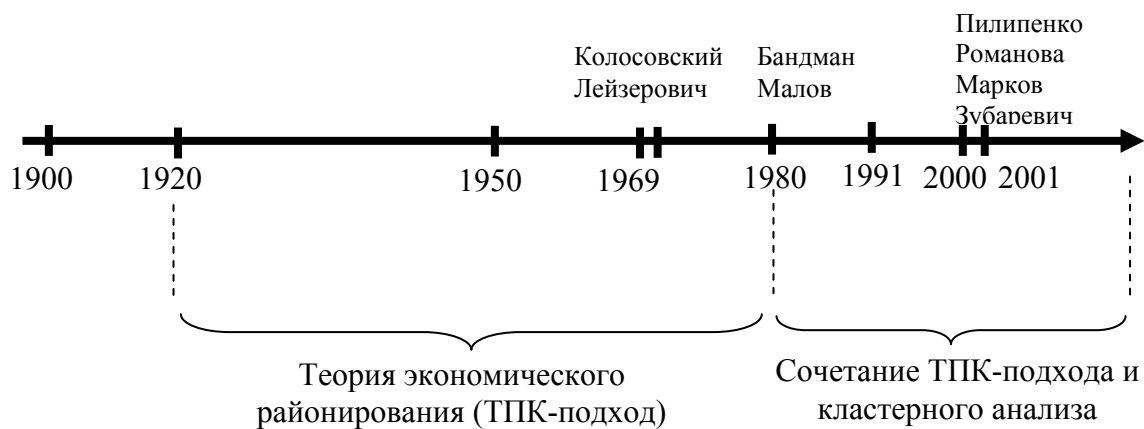 Пилипенко
Романова
Марков
Зубаревич
Колосовский
Лейзерович
Бандман
Малов
1900
1920
1950
1969
1980
1991
2000
2001
Теория экономического
районирования (ТПК-подход)
Сочетание ТПК-подхода и
кластерного анализа